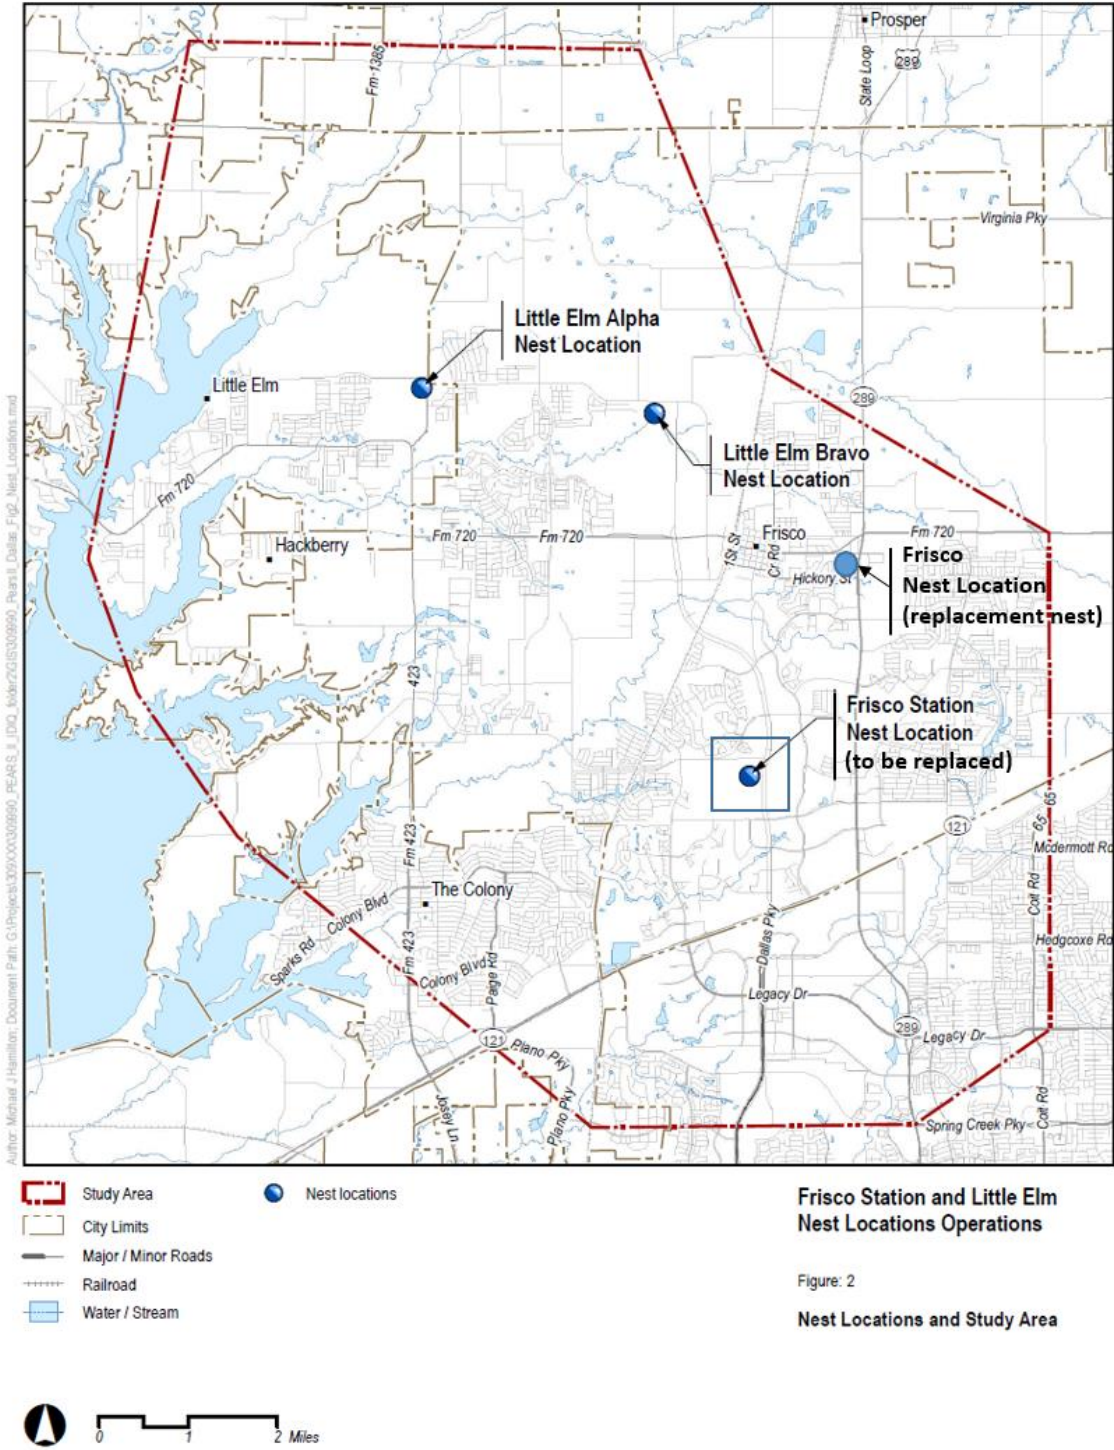 Prosper
289
State Loop
Fm 1385
Virginia Pky
Little Elm Alpha
Nest Location
Little Elm
289
Little Elm Bravo
Nest Location
Fm 720
Fm 720
Fm 720
Fm 720
Frisco
1St St
Cr Rd
Hickory St
Hackberry
Frisco
Nest Location
(replacement nest)
423
Frisco Station
Nest Location
(to be replaced)
65
65
121
Mcdermott Rd
Fm 423
The Colony
Colony Blvd
Coit Rd
Sparks Rd
Fm 423
Colony Blvd
Paige Rd
Dallas Pky
Hedgcoxe Rd
Legacy Dr
289
Legacy Dr
121
Plano Pky
Plano Pky
Josey Ln
Spring Creek Pky
Coit Rd
Study Area
Nest locations
City Limits
Major / Minor Roads
Railroad
Water / Stream
Frisco Station and Little Elm
Nest Locations Operations
Figure: 2
Nest Locations and Study Area
0 1 2 Miles